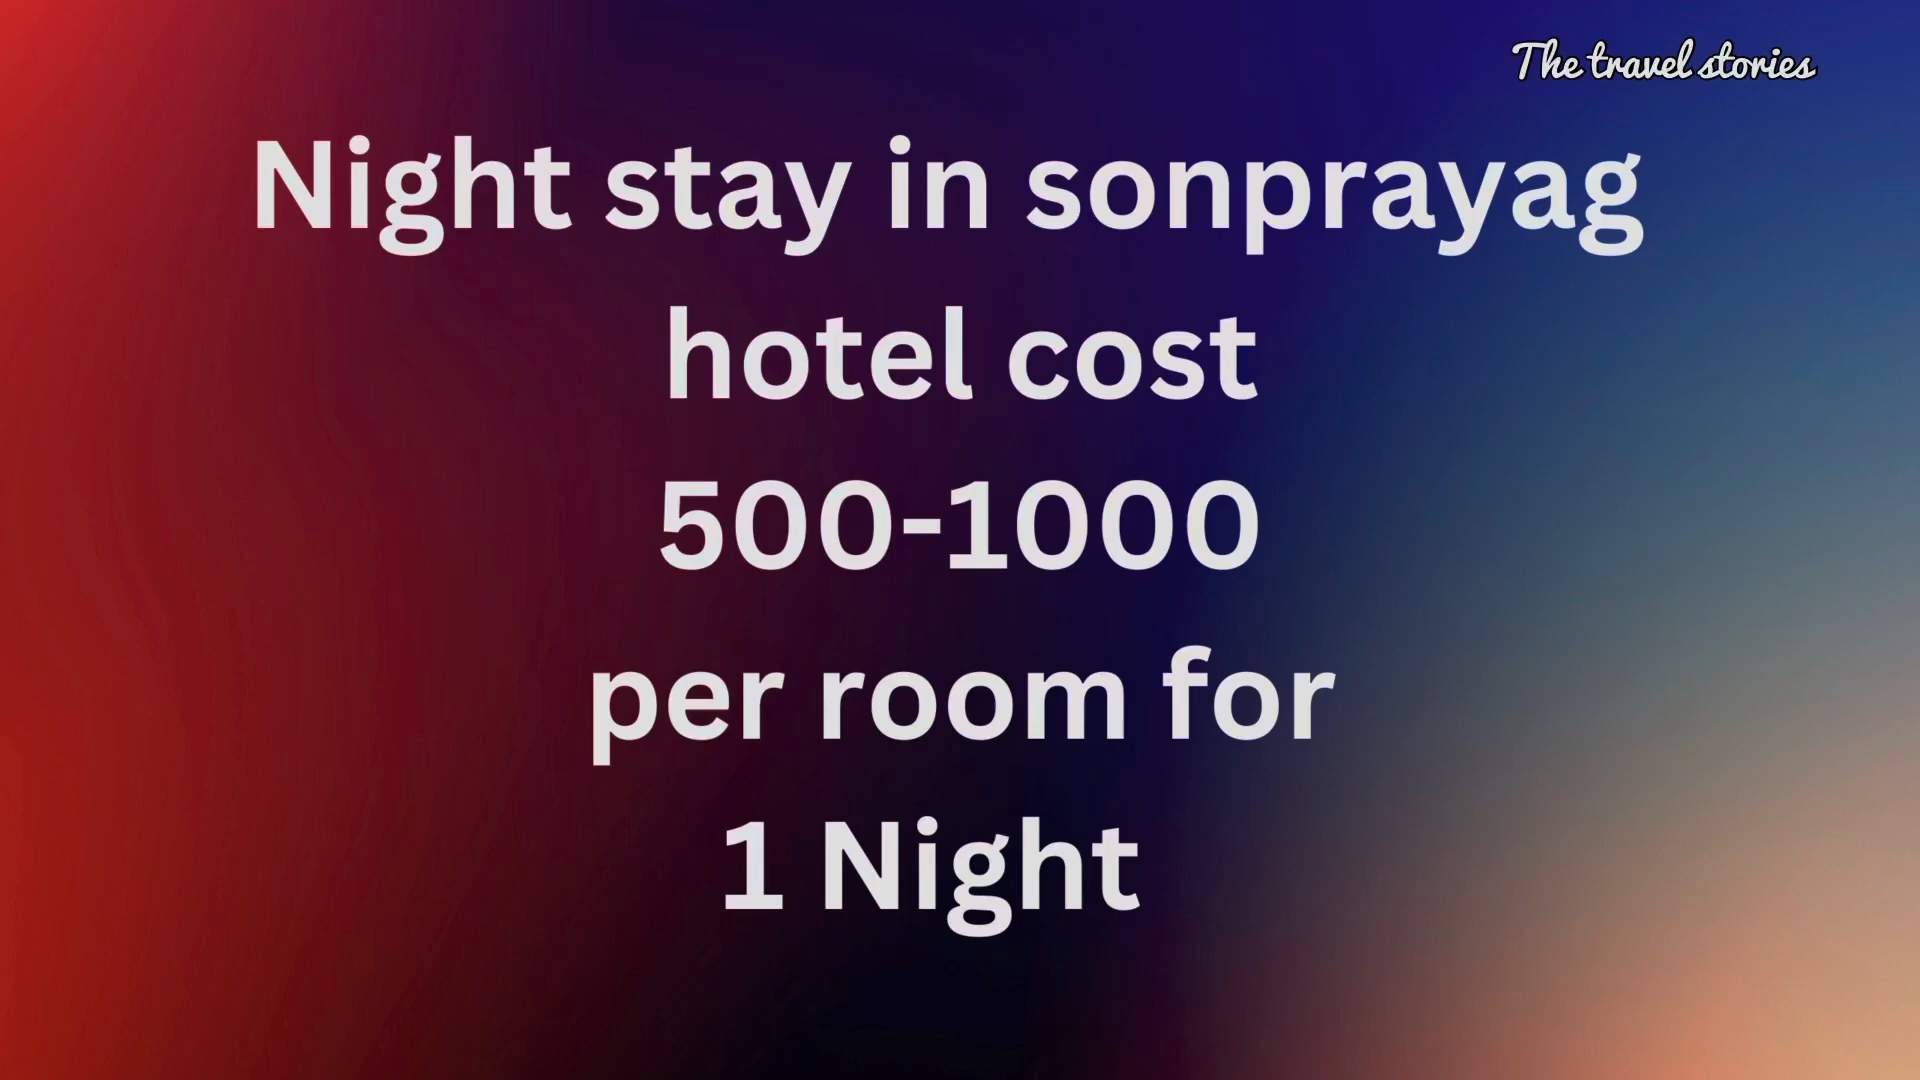 The travel stories
Night stay in sonprayag
hotel cost
500-1000
per room for
1 Night